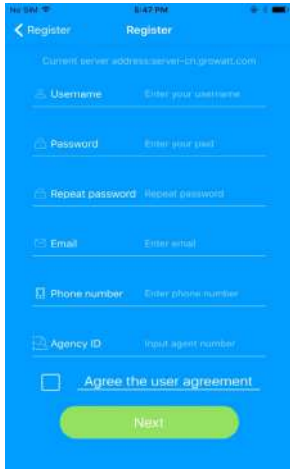 No SIM 5:47 PM
Register Register
Current server address:server-cn.growatt.com
Username Enter your username
Password Enter your pwd
Repeat password Repeat password
Email Enter email
Phone number Enter phone number
Agency ID Input agent number
Agree the user agreement
Next